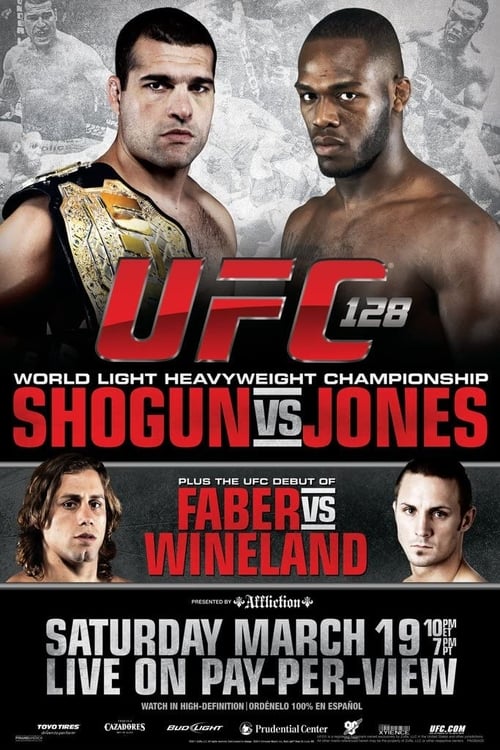 UFC 128
WORLD LIGHT HEAVYWEIGHT CHAMPIONSHIP
SHOGUN VS JONES
PLUS THE UFC DEBUT OF
FABER VS
WINELAND
PRESENTED BY Affliction
SATURDAY MARCH 19 10PM ET 7PM PT
LIVE ON PAY-PER-VIEW
WATCH IN HIGH-DEFINITION | ORDÉNELO 100% EN ESPAÑOL
TOYO TIRES CAZADORES BUD LIGHT Prudential Center XYIENCE UFC.COM